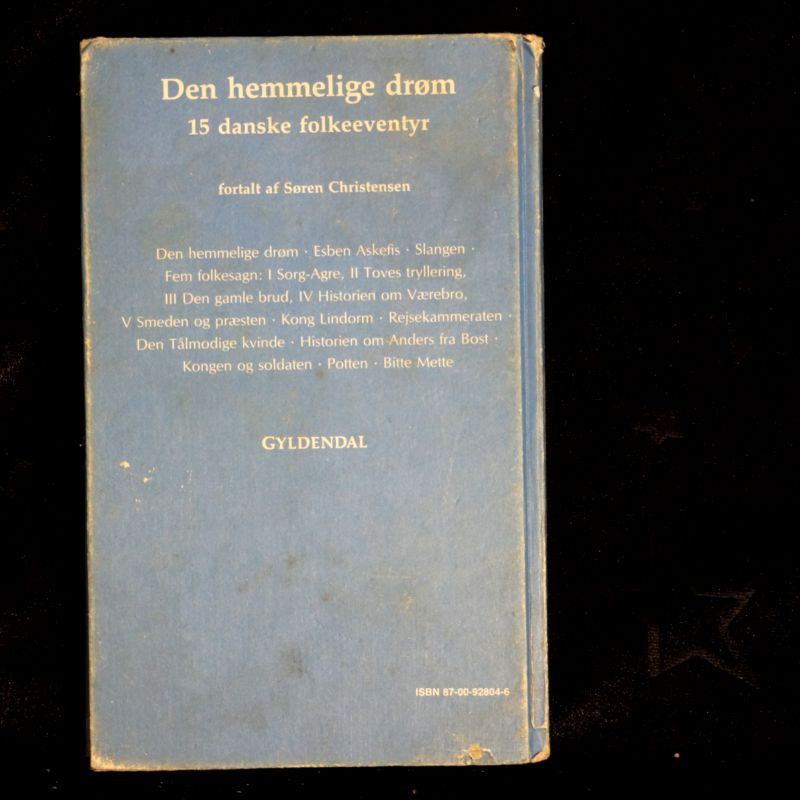 Den hemmelige drøm
15 danske folkeeventyr
fortalt af Søren Christensen
Den hemmelige drøm · Esben Askefis · Slangen ·
Fem folkesagn: I Sorg-Agre, II Toves tryllering,
III Den gamle brud, IV Historien om Værebro,
V Smeden og præsten · Kong Lindorm · Rejsekammeraten ·
Den Tålmodige kvinde · Historien om Anders fra Bost ·
Kongen og soldaten · Potten · Bitte Mette
GYLDENDAL
ISBN 87-00-92804-6